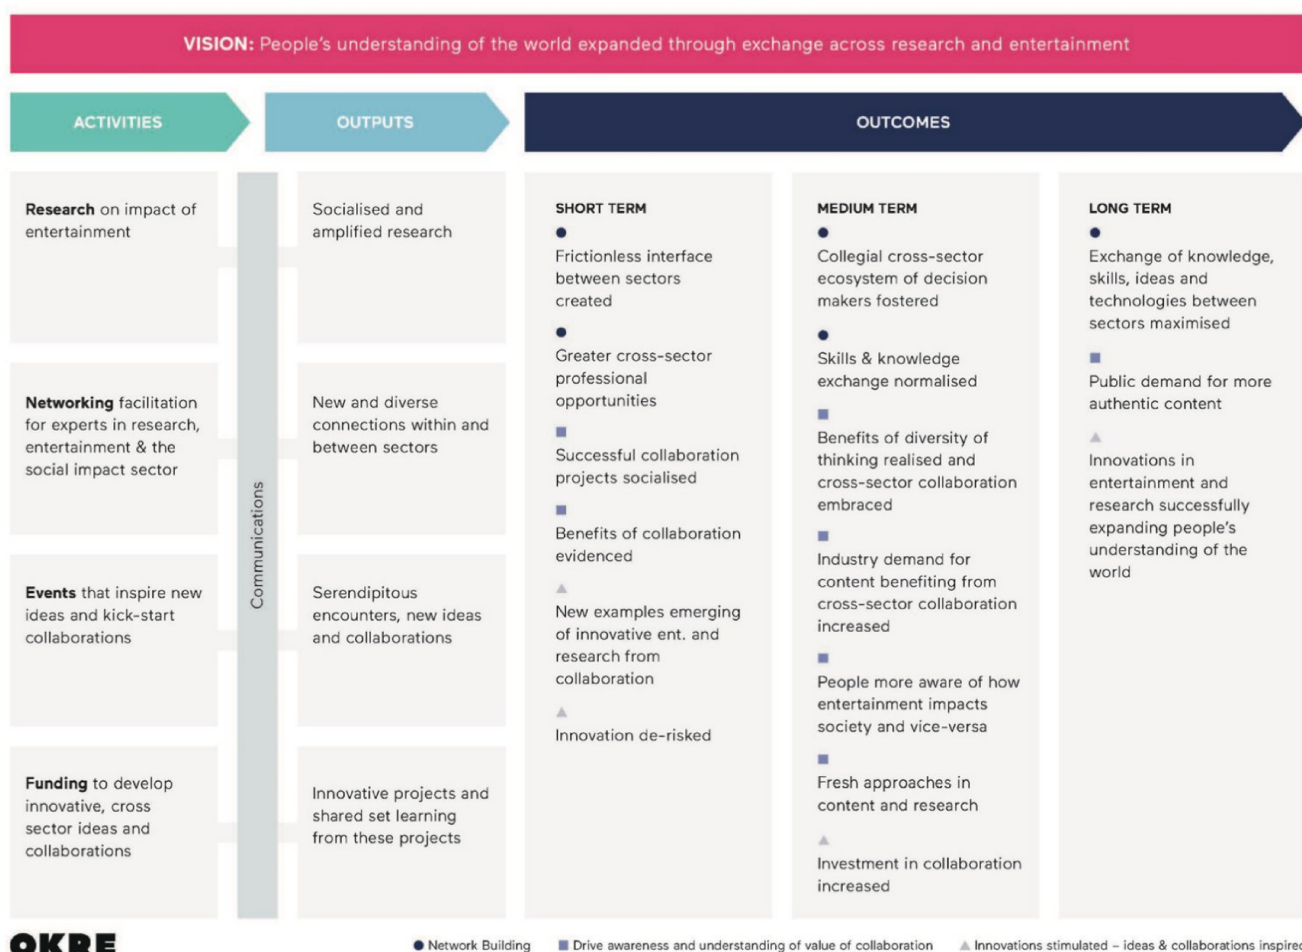 VISION: People's understanding of the world expanded through exchange across research and entertainment
ACTIVITIES
OUTPUTS
OUTCOMES
Research on impact of
entertainment
Networking facilitation
for experts in research,
entertainment & the
social impact sector
Events that inspire new
ideas and kick-start
collaborations
Funding to develop
innovative, cross
sector ideas and
collaborations
Communications
Socialised and
amplified research
New and diverse
connections within and
between sectors
Serendipitous
encounters, new ideas
and collaborations
Innovative projects and
shared set learning
from these projects
SHORT TERM
Frictionless interface
between sectors
created
Greater cross-sector
professional
opportunities
Successful collaboration
projects socialised
Benefits of collaboration
evidenced
New examples emerging
of innovative ent. and
research from
collaboration
Innovation de-risked
MEDIUM TERM
Collegial cross-sector
ecosystem of decision
makers fostered
Skills & knowledge
exchange normalised
Benefits of diversity of
thinking realised and
cross-sector collaboration
embraced
Industry demand for
content benefiting from
cross-sector collaboration
increased
People more aware of how
entertainment impacts
society and vice-versa
Fresh approaches in
content and research
Investment in collaboration
increased
LONG TERM
Exchange of knowledge,
skills, ideas and
technologies between
sectors maximised
Public demand for more
authentic content
Innovations in
entertainment and
research successfully
expanding people's
understanding of the
world
OKRE
Network Building
Drive awareness and understanding of value of collaboration
Innovations stimulated – ideas & collaborations inspired